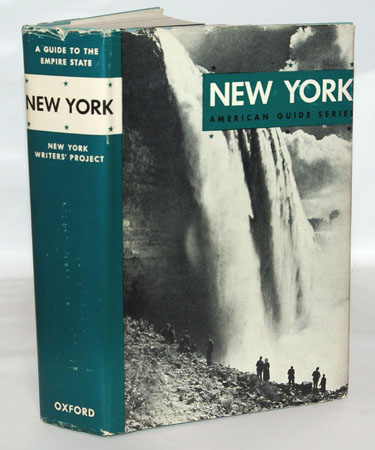 A GUIDE TO THE
EMPIRE STATE
NEW YORK
NEW YORK
WRITERS' PROJECT
OXFORD
NEW YORK
AMERICAN GUIDE SERIES